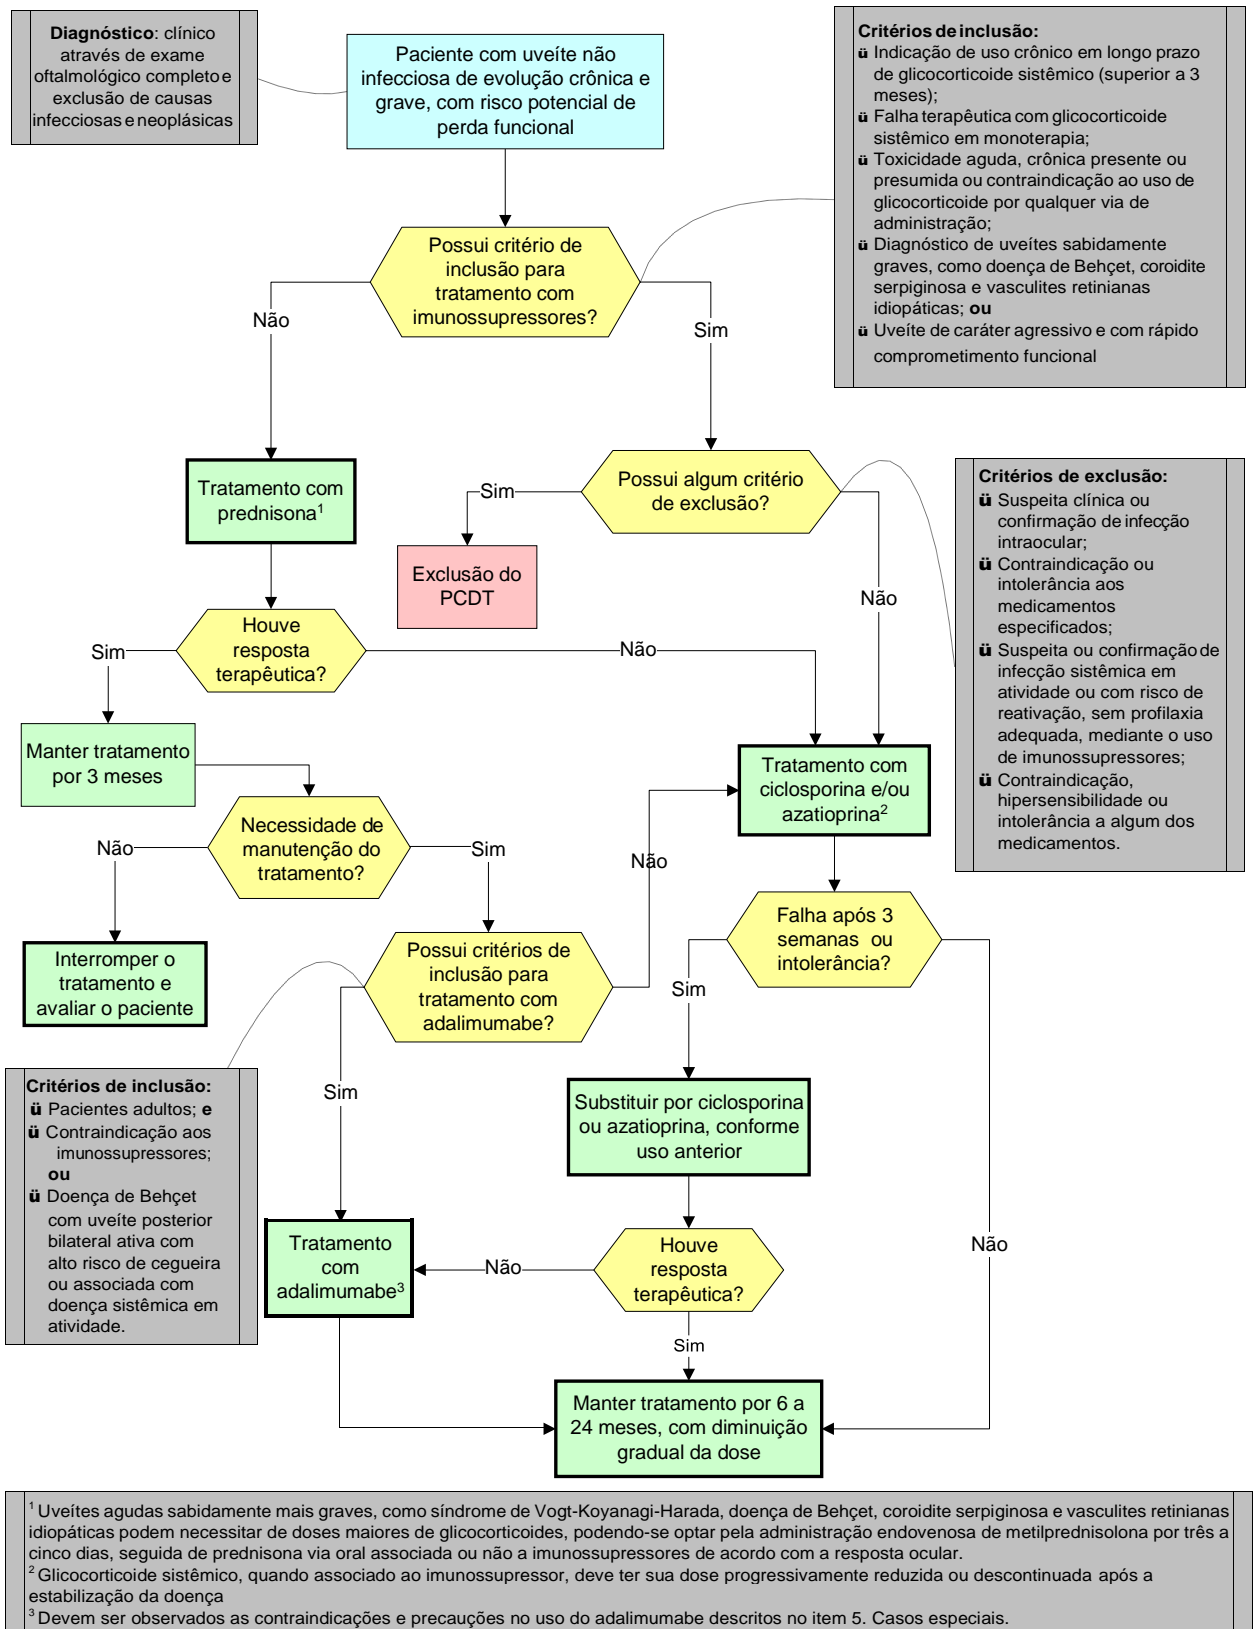 Diagnóstico: clínico
através de exame
oftalmológico completo e
exclusão de causas
infecciosas e neoplásicas
Paciente com uveíte não
infecciosa de evolução crônica e
grave, com risco potencial de
perda funcional
Critérios de inclusão:
ü Indicação de uso crônico em longo prazo
de glicocorticoide sistêmico (superior a 3
meses);
ü Falha terapêutica com glicocorticoide
sistêmico em monoterapia;
ü Toxicidade aguda, crônica presente ou
presumida ou contraindicação ao uso de
glicocorticoide por qualquer via de
administração;
ü Diagnóstico de uveítes sabidamente
graves, como doença de Behçet, coroidite
serpiginosa e vasculites retinianas
idiopáticas; ou
ü Uveíte de caráter agressivo e com rápido
comprometimento funcional
Possui critério de
inclusão para
tratamento com
imunossupressores?
Não
Sim
Tratamento com
prednisona1
Possui algum critério
de exclusão?
Sim
Exclusão do
PCDT
Não
Critérios de exclusão:
ü Suspeita clínica ou
confirmação de infecção
intraocular;
ü Contraindicação ou
intolerância aos
medicamentos
especificados;
ü Suspeita ou confirmação de
infecção sistêmica em
atividade ou com risco de
reativação, sem profilaxia
adequada, mediante o uso
de imunossupressores;
ü Contraindicação,
hipersensibilidade ou
intolerância a algum dos
medicamentos.
Houve
resposta
terapêutica?
Sim
Não
Manter tratamento
por 3 meses
Tratamento com
ciclosporina e/ou
azatioprina2
Necessidade de
manutenção do
tratamento?
Não
Sim
Não
Interromper o
tratamento e
avaliar o paciente
Possui critérios de
inclusão para
tratamento com
adalimumabe?
Falha após 3
semanas ou
intolerância?
Sim
Não
Critérios de inclusão:
ü Pacientes adultos; e
ü Contraindicação aos
imunossupressores;
ou
ü Doença de Behçet
com uveíte posterior
bilateral ativa com
alto risco de cegueira
ou associada com
doença sistêmica em
atividade.
Sim
Substituir por ciclosporina
ou azatioprina, conforme
uso anterior
Tratamento
com
adalimumabe3
Não
Houve
resposta
terapêutica?
Sim
Manter tratamento por 6 a
24 meses, com diminuição
gradual da dose
1 Uveítes agudas sabidamente mais graves, como síndrome de Vogt-Koyanagi-Harada, doença de Behçet, coroidite serpiginosa e vasculites retinianas
idiopáticas podem necessitar de doses maiores de glicocorticoides, podendo-se optar pela administração endovenosa de metilprednisolona por três a
cinco dias, seguida de prednisona via oral associada ou não a imunossupressores de acordo com a resposta ocular.
2 Glicocorticoide sistêmico, quando associado ao imunossupressor, deve ter sua dose progressivamente reduzida ou descontinuada após a
estabilização da doença
3 Devem ser observados as contraindicações e precauções no uso do adalimumabe descritos no item 5. Casos especiais.